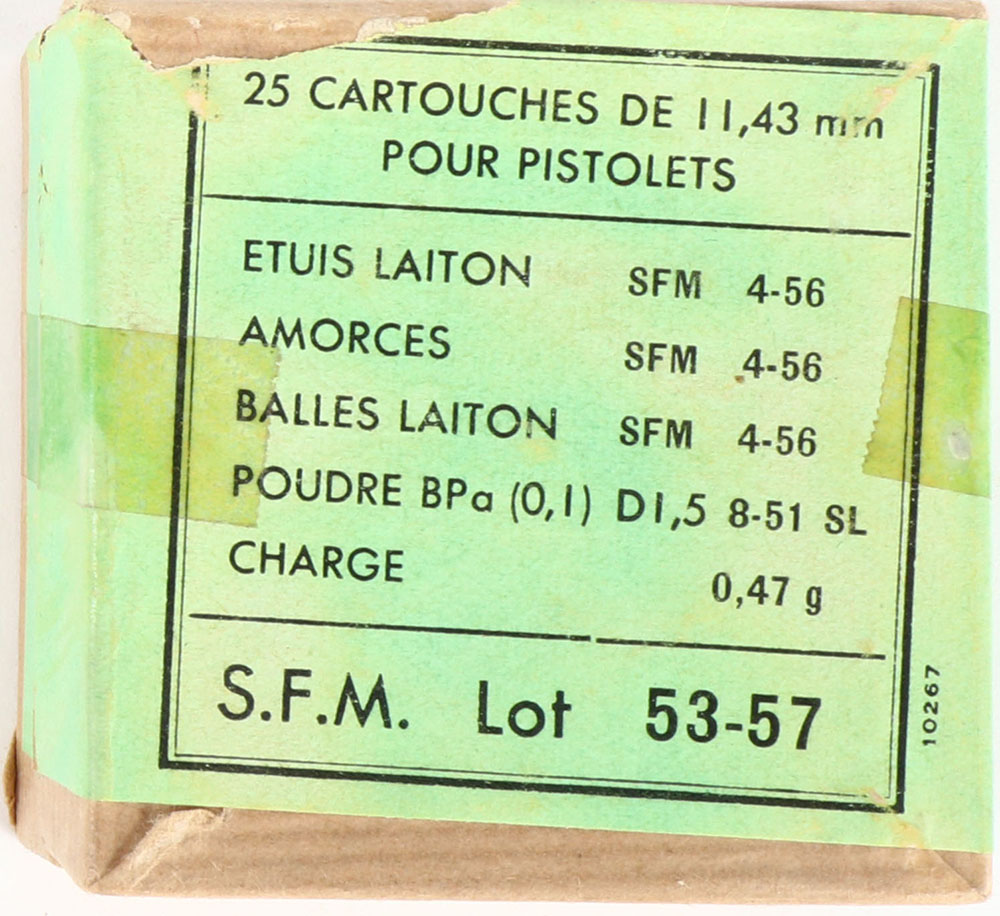 25 CARTOUCHES DE 11,43 mm
POUR PISTOLETS
ETUIS LAITON SFM 4-56
AMORCES SFM 4-56
BALLES LAITON SFM 4-56
POUDRE BPa (0,1) D1,5 8-51 SL
CHARGE 0,47 g
S.F.M. Lot 53-57
10267